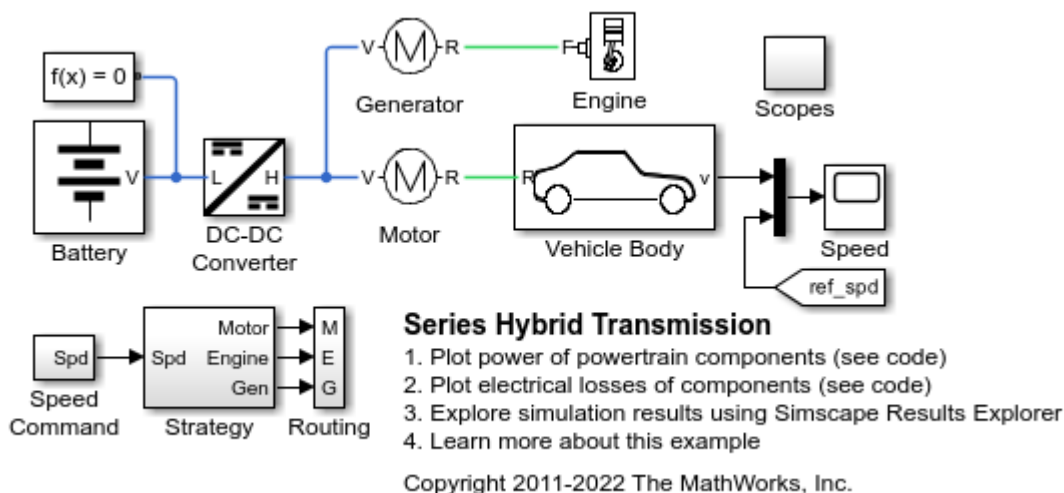 f(x) = 0
V
Battery
L
H
DC-DC
Converter
V
R
Generator
F
Engine
Scopes
V
R
Motor
R
v
Vehicle Body
Speed
ref_spd
Spd
Speed
Command
Spd
Motor
Engine
Gen
Strategy
M
E
G
Routing
Series Hybrid Transmission
1. Plot power of powertrain components (see code)
2. Plot electrical losses of components (see code)
3. Explore simulation results using Simscape Results Explorer
4. Learn more about this example
Copyright 2011-2022 The MathWorks, Inc.